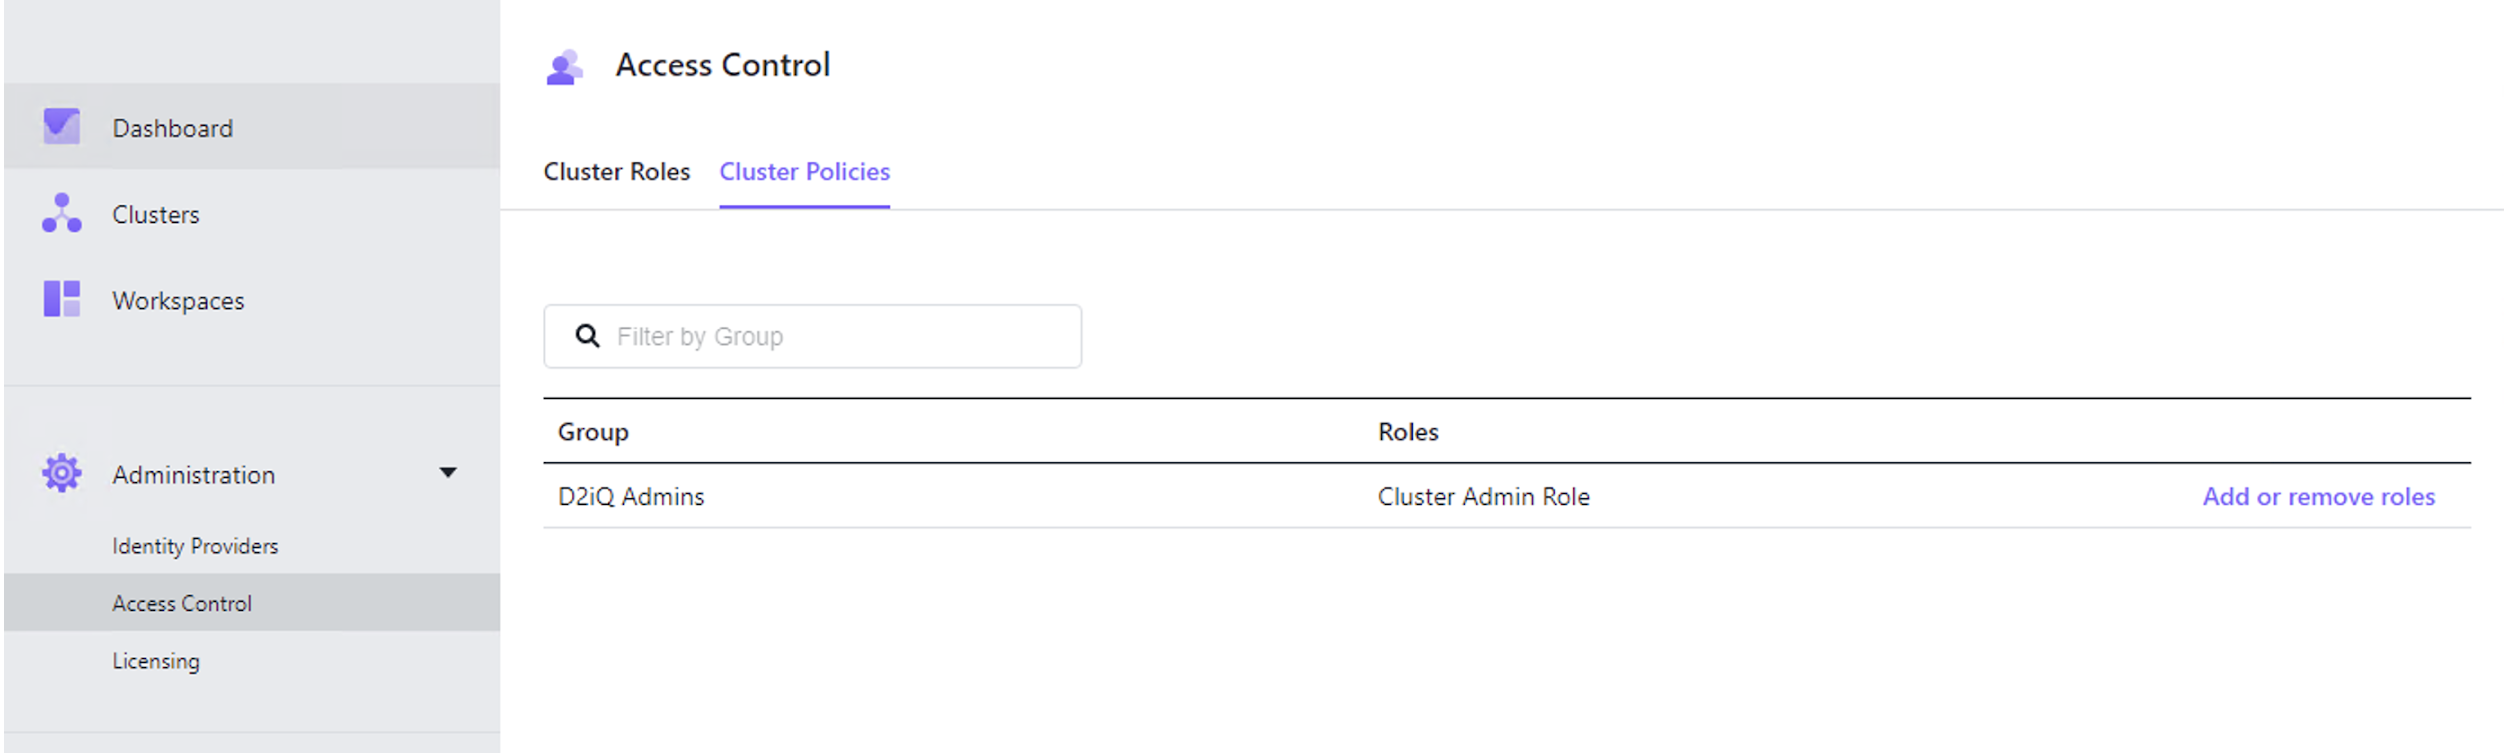 Dashboard
Clusters
Workspaces
Administration
Identity Providers
Access Control
Licensing
Access Control
Cluster Roles Cluster Policies
Filter by Group
Group Roles
D2iQ Admins Cluster Admin Role Add or remove roles